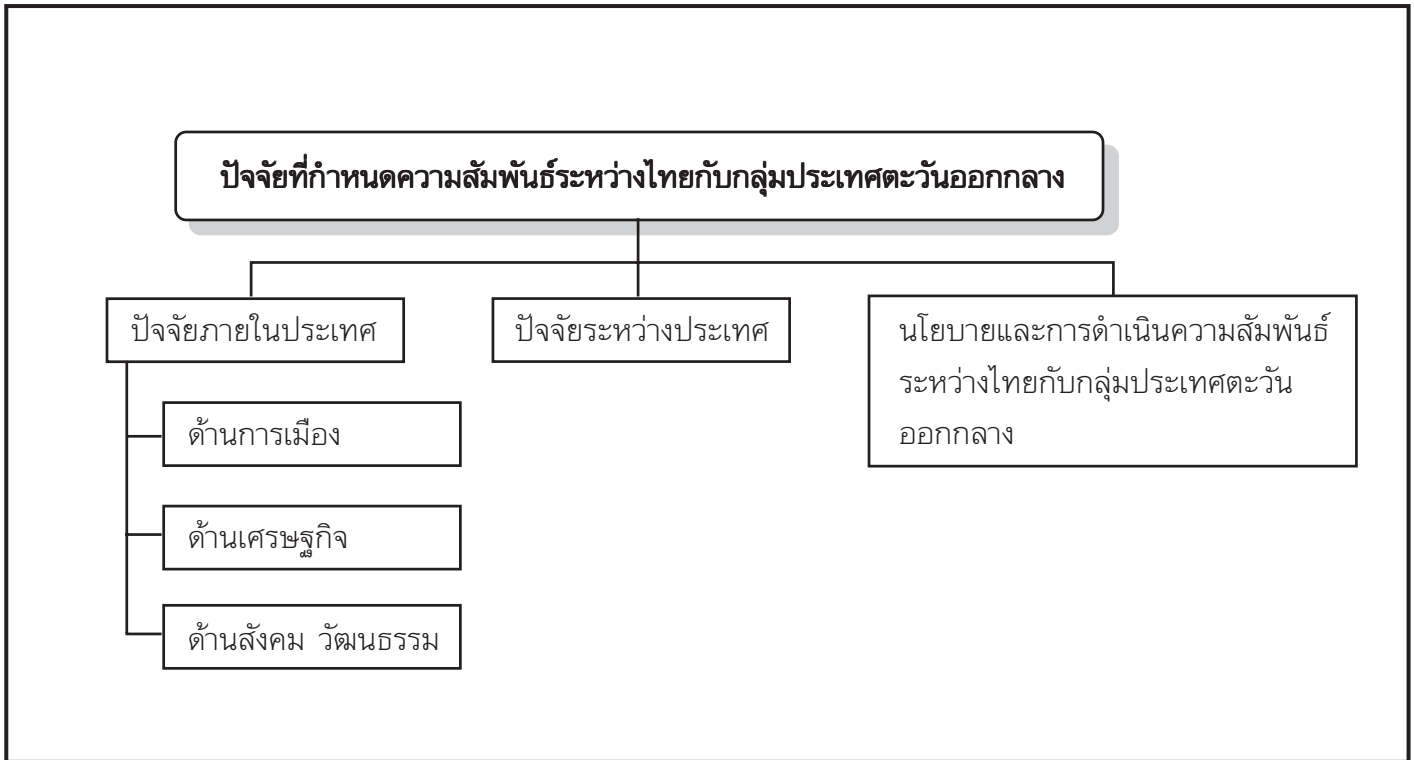 ปัจจัยที่กำหนดความสัมพันธ์ระหว่างไทยกับกลุ่มประเทศตะวันออกกลาง
ปัจจัยภายในประเทศ
ด้านการเมือง
ด้านเศรษฐกิจ
ด้านสังคม วัฒนธรรม
ปัจจัยระหว่างประเทศ
นโยบายและการดำเนินความสัมพันธ์
ระหว่างไทยกับกลุ่มประเทศตะวัน
ออกกลาง